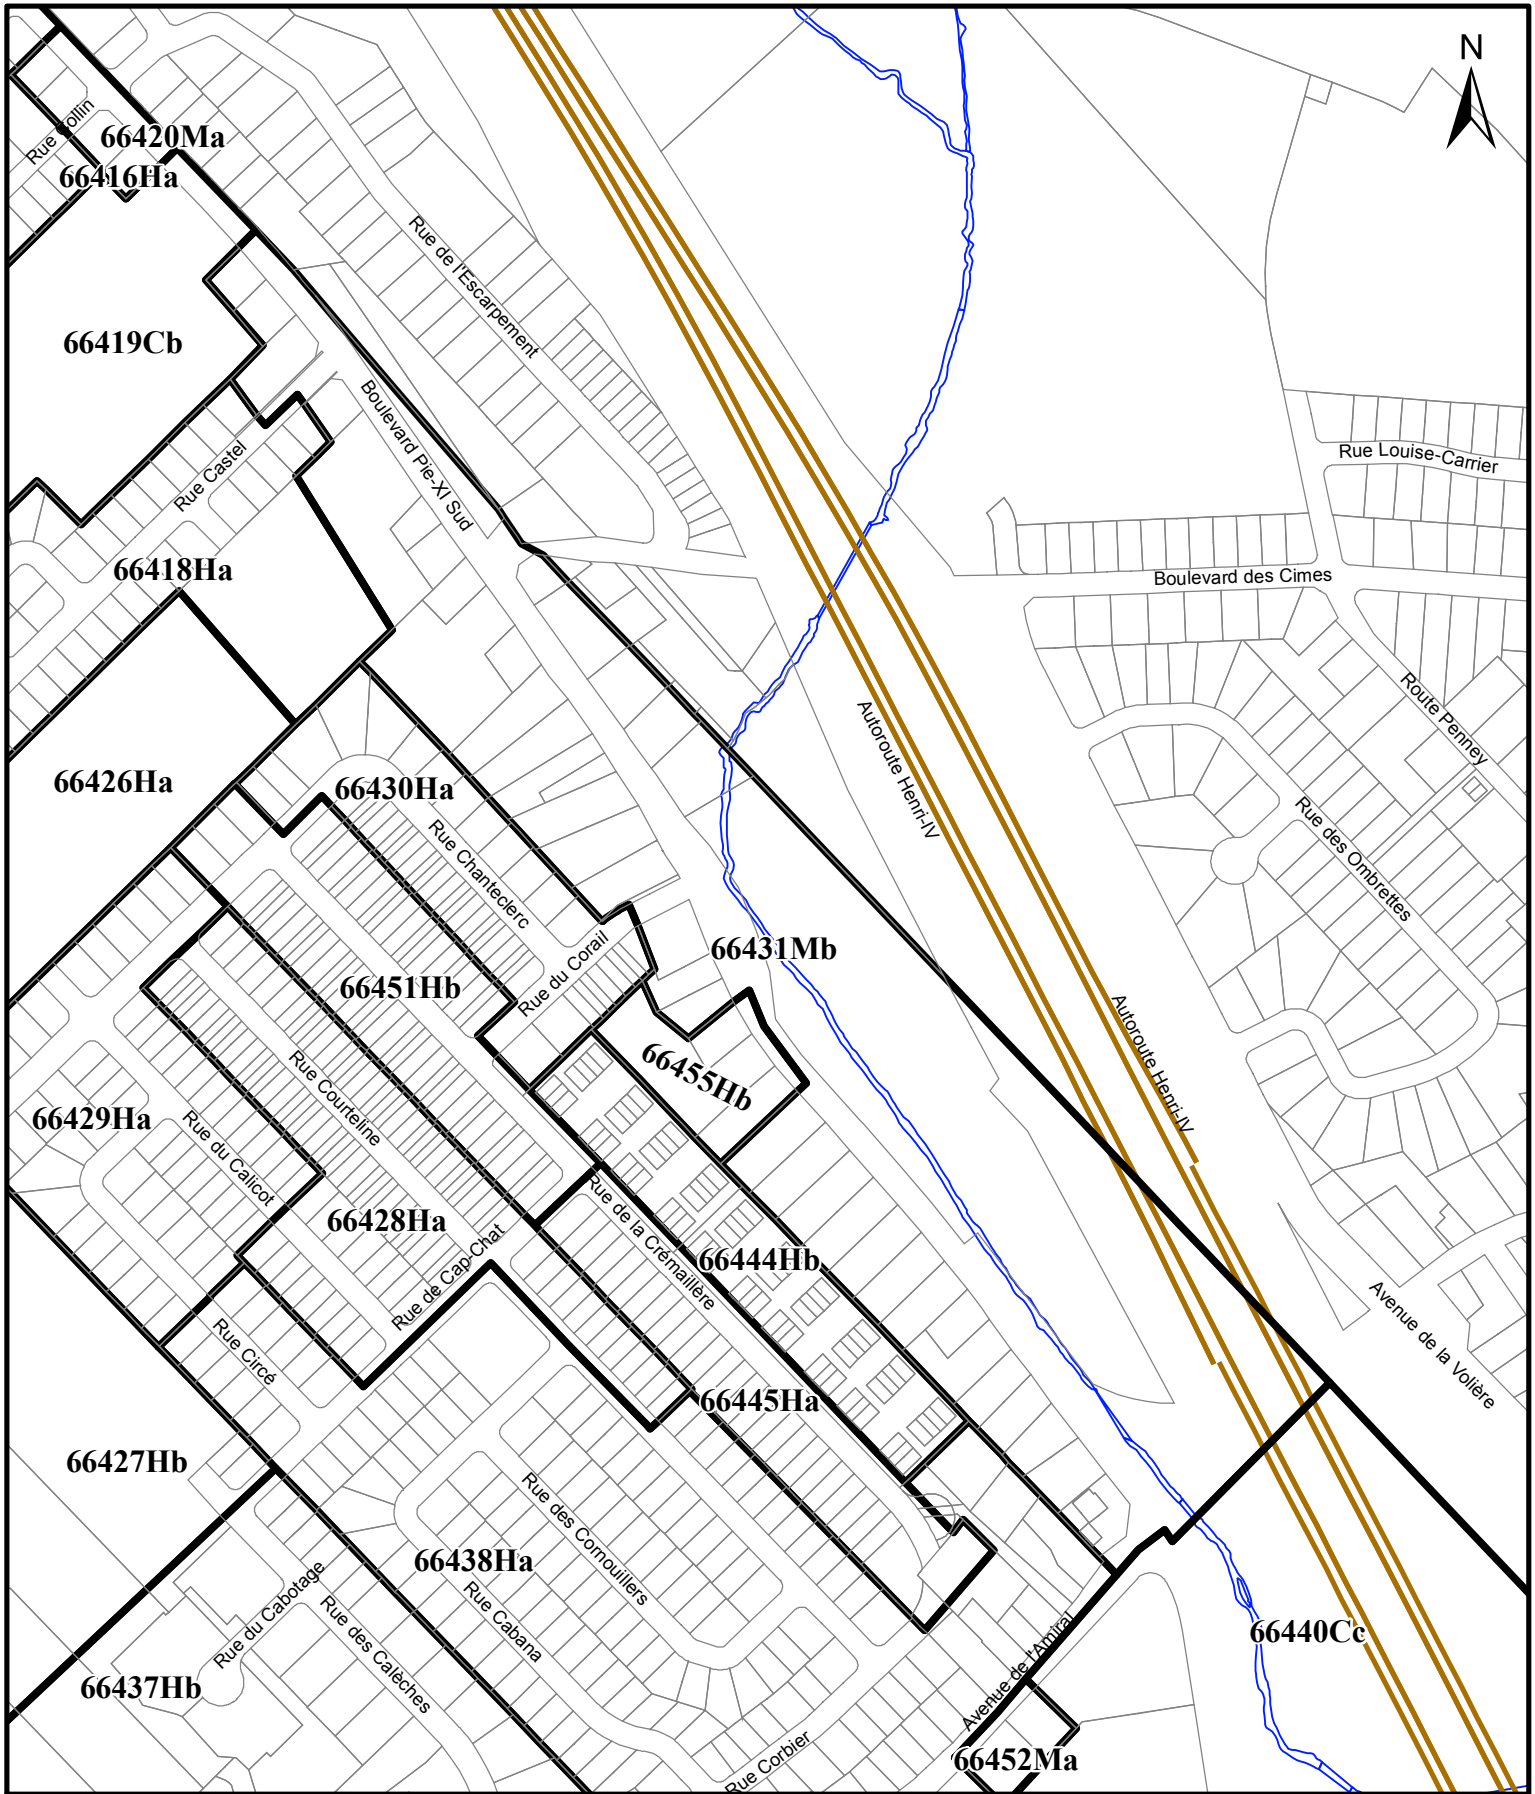 N
Rue Collin
66420Ma
66416Ha
Rue de l'Escarpement
66419Cb
Boulevard Pie-XI Sud
Rue Castel
Rue Louise-Carrier
66418Ha
Boulevard des Cimes
Route Penney
Autoroute Henri-IV
66426Ha
66430Ha
Rue Chanteclerc
Rue des Ombrettes
66431Mb
Rue du Corail
66451Hb
Autoroute Henri-IV
66455Hb
Rue Courteline
66429Ha
Rue du Calicot
66428Ha
Rue de Cap-Chat
Rue de la Crémaillère
66444Hb
Avenue de la Volière
Rue Circé
66445Ha
66427Hb
Rue des Cornouillers
66438Ha
Rue Cabana
Rue du Cabotage
Rue des Calèches
66440Cc
66437Hb
Avenue de l'Amiral
Rue Corbier
66452Ma